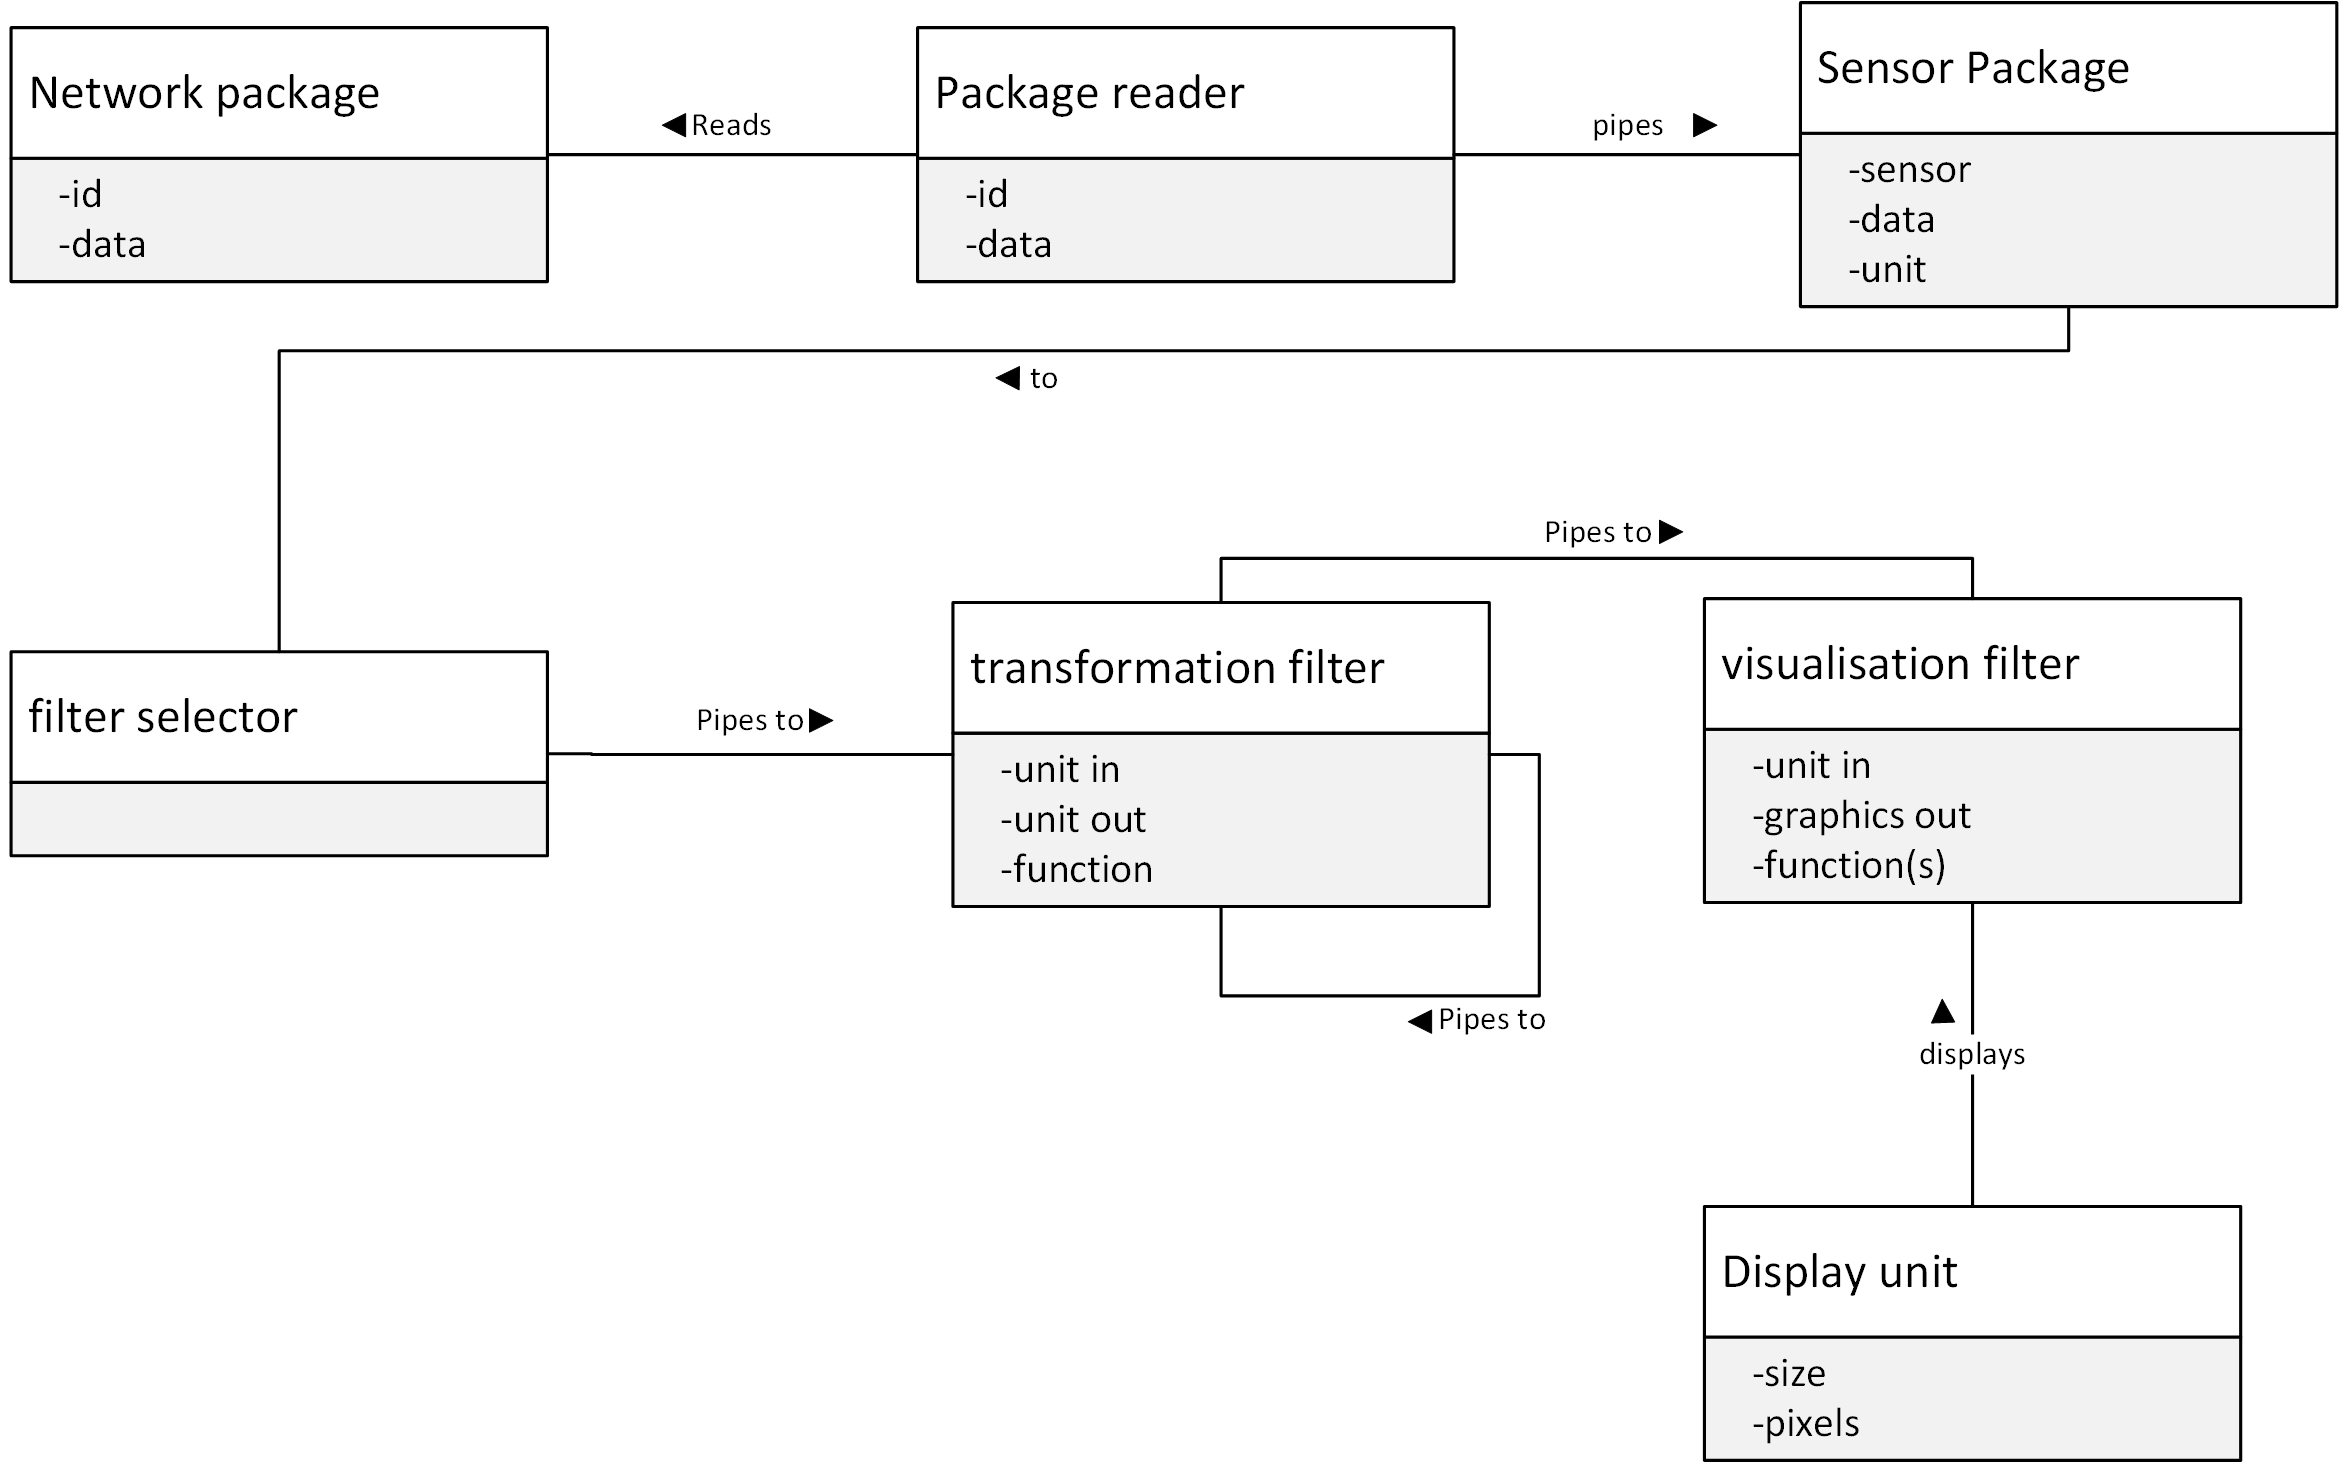 Network package
-id
-data
Reads
Package reader
-id
-data
pipes
Sensor Package
-sensor
-data
-unit
to
filter selector
Pipes to
transformation filter
-unit in
-unit out
-function
Pipes to
Pipes to
visualisation filter
-unit in
-graphics out
-function(s)
displays
Display unit
-size
-pixels